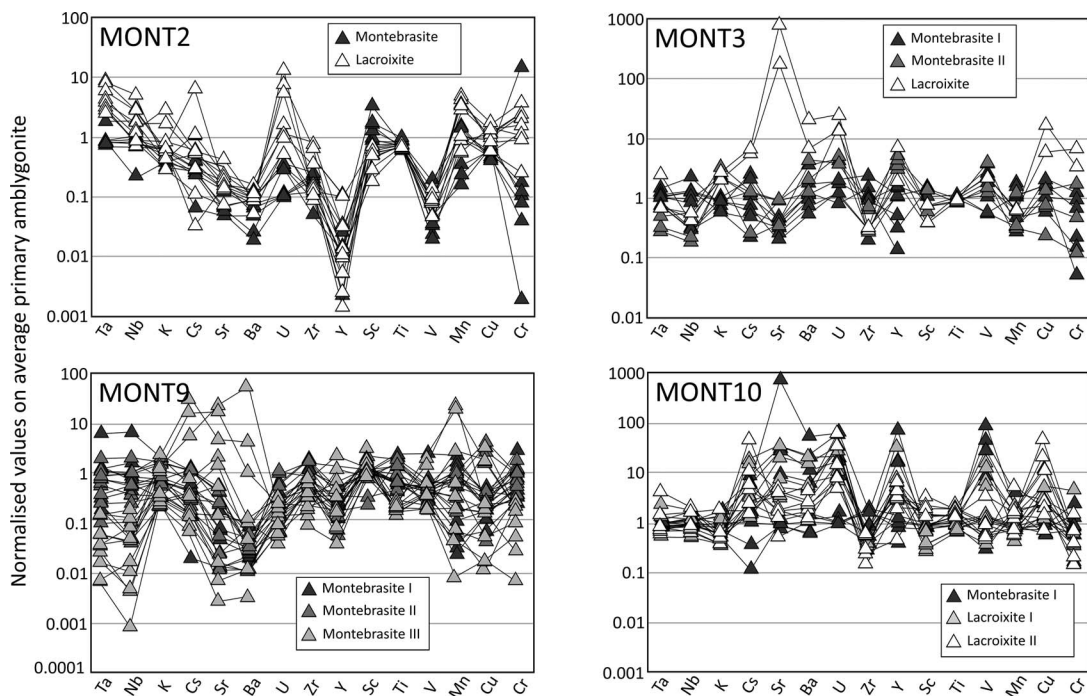 Normalised values on average primary amblygonite
MONT2
Montebrasite
Lacroixite
100
10
1
0.1
0.01
0.001
Ta Nb K Cs Sr Ba U Zr Y Sc Ti V Mn Cu Cr
MONT3
Montebrasite I
Montebrasite II
Lacroixite
1000
100
10
1
0.1
0.01
Ta Nb K Cs Sr Ba U Zr Y Sc Ti V Mn Cu Cr
MONT9
100
10
1
0.1
0.01
0.001
0.0001
Montebrasite I
Montebrasite II
Montebrasite III
Ta Nb K Cs Sr Ba U Zr Y Sc Ti V Mn Cu Cr
MONT10
1000
100
10
1
0.1
0.01
0.001
Montebrasite I
Lacroixite I
Lacroixite II
Ta Nb K Cs Sr Ba U Zr Y Sc Ti V Mn Cu Cr